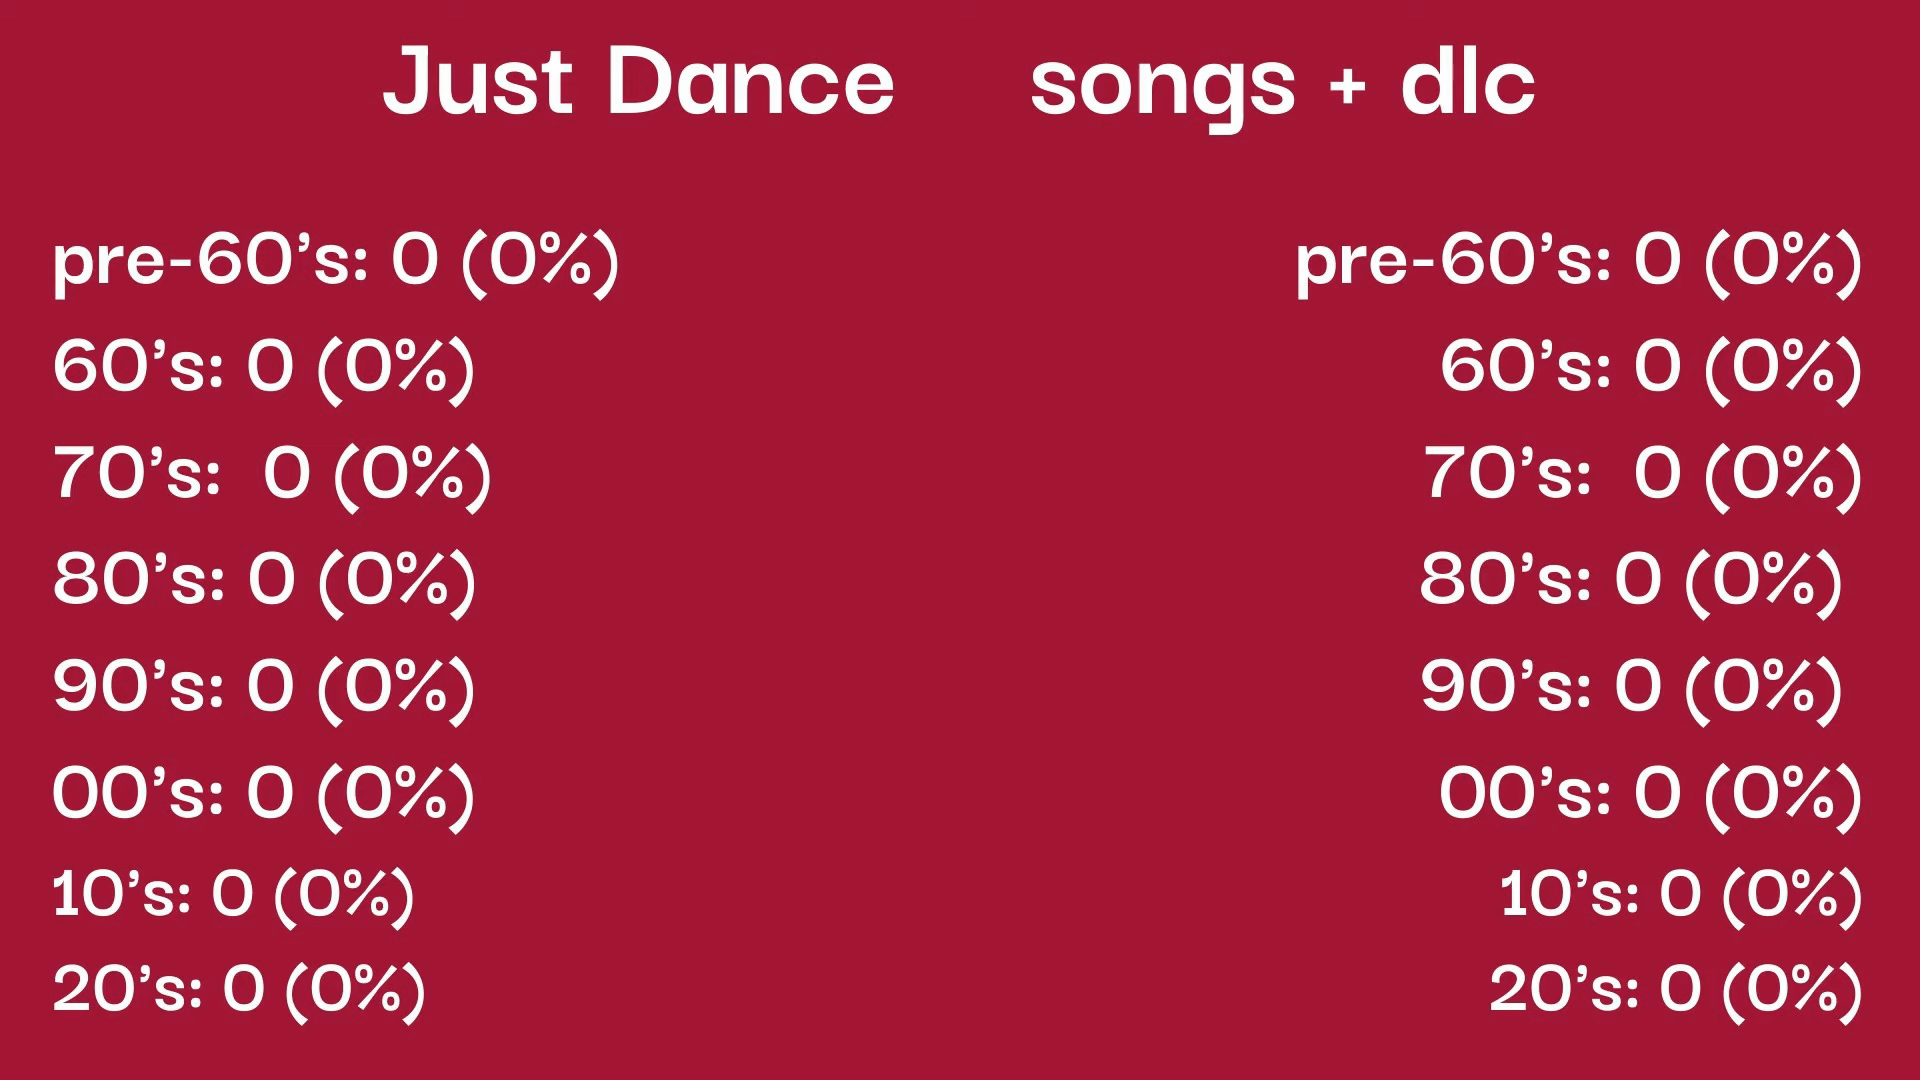 Just Dance songs + dlc
pre-60's: 0 (0%) pre-60's: 0 (0%)
60's: 0 (0%) 60's: 0 (0%)
70's: 0 (0%) 70's: 0 (0%)
80's: 0 (0%) 80's: 0 (0%)
90's: 0 (0%) 90's: 0 (0%)
00's: 0 (0%) 00's: 0 (0%)
10's: 0 (0%) 10's: 0 (0%)
20's: 0 (0%) 20's: 0 (0%)